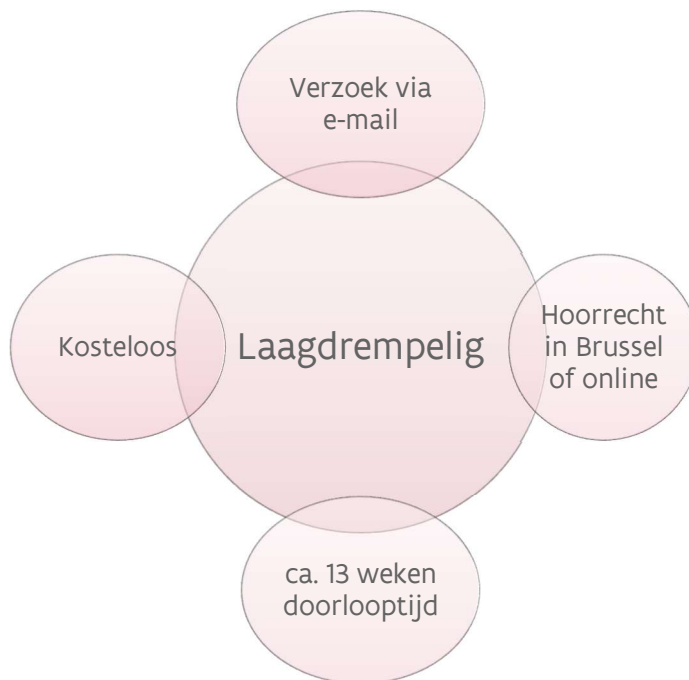 Verzoek via
e-mail
Kosteloos
Laagdrempelig
Hoorrecht
in Brussel
of online
ca. 13 weken
doorlooptijd